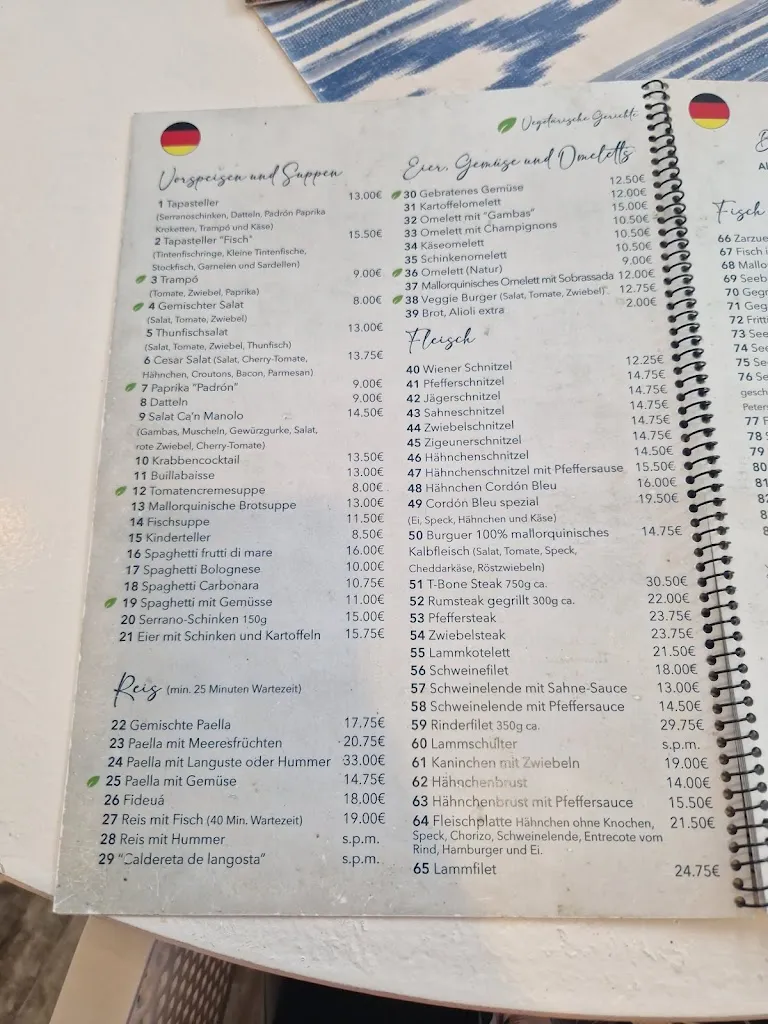 Vorspeisen und Suppen
1 Tapasteller 13.00€
(Serranoschinken, Datteln, Padrón Paprika
Kroketten, Trampó und Käse)
2 Tapasteller "Fisch" 15.50€
(Tintenfischringe, Kleine Tintenfische,
Stockfisch, Garnelen und Sardellen)
3 Trampó 9.00€
(Tomate, Zwiebel, Paprika)
4 Gemischter Salat 8.00€
(Salat, Tomate, Zwiebel)
5 Thunfischsalat 13.00€
(Salat, Tomate, Zwiebel, Thunfisch)
6 Cesar Salat (Salat, Cherry-Tomate, 13.75€
Hähnchen, Croutons, Bacon, Parmesan)
7 Paprika "Padrón" 9.00€
8 Datteln 9.00€
9 Salat Ca'n Manolo 14.50€
(Gambas, Muscheln, Gewürzgurke, Salat,
rote Zwiebel, Cherry-Tomate)
10 Krabbencocktail 13.50€
11 Buillabaisse 13.00€
12 Tomatencremesuppe 8.00€
13 Mallorquinische Brotsuppe 13.00€
14 Fischsuppe 11.50€
15 Kinderteller 8.50€
16 Spaghetti frutti di mare 16.00€
17 Spaghetti Bolognese 10.00€
18 Spaghetti Carbonara 10.75€
19 Spaghetti mit Gemüsse 11.00€
20 Serrano-Schinken 150g 15.00€
21 Eier mit Schinken und Kartoffeln 15.75€
Reis (min. 25 Minuten Wartezeit)
22 Gemischte Paella 17.75€
23 Paella mit Meeresfrüchten 20.75€
24 Paella mit Languste oder Hummer 33.00€
25 Paella mit Gemüse 14.75€
26 Fideuá 18.00€
27 Reis mit Fisch (40 Min. Wartezeit) 19.00€
28 Reis mit Hummer s.p.m.
29 "Caldereta de langosta" s.p.m.
Vegetarische Gerichte
Eier, Gemüse und Omeletts
30 Gebratenes Gemüse 12.50€
31 Kartoffelomelett 12.00€
32 Omelett mit "Gambas" 15.00€
33 Omelett mit Champignons 10.50€
34 Käseomelett 10.50€
35 Schinkenomelett 10.50€
36 Omelett (Natur) 9.00€
37 Mallorquinisches Omelett mit Sobrassada 12.00€
38 Veggie Burger (Salat, Tomate, Zwiebel) 12.75€
39 Brot, Alioli extra 2.00€
Fleisch
40 Wiener Schnitzel 12.25€
41 Pfefferschnitzel 14.75€
42 Jägerschnitzel 14.75€
43 Sahneschnitzel 14.75€
44 Zwiebelschnitzel 14.75€
45 Zigeunerschnitzel 14.75€
46 Hähnchenschnitzel 14.50€
47 Hähnchenschnitzel mit Pfeffersause 15.50€
48 Hähnchen Cordón Bleu 16.00€
49 Cordón Bleu spezial 19.50€
(Ei, Speck, Hähnchen und Käse)
50 Burguer 100% mallorquinisches 14.75€
Kalbfleisch (Salat, Tomate, Speck,
Cheddarkäse, Röstzwiebeln)
51 T-Bone Steak 750g ca. 30.50€
52 Rumsteak gegrillt 300g ca. 22.00€
53 Pfeffersteak 23.75€
54 Zwiebelsteak 23.75€
55 Lammkotelett 21.50€
56 Schweinefilet 18.00€
57 Schweinelende mit Sahne-Sauce 13.00€
58 Schweinelende mit Pfeffersauce 14.50€
59 Rinderfilet 350g ca. 29.75€
60 Lammschulter s.p.m.
61 Kaninchen mit Zwiebeln 19.00€
62 Hähnchenbrust 14.00€
63 Hähnchenbrust mit Pfeffersauce 15.50€
64 Fleischplatte Hähnchen ohne Knochen, 21.50€
Speck, Chorizo, Schweinelende, Entrecote vom
Rind, Hamburger und Ei.
65 Lammfilet 24.75€
Fisch
66 Zarzue
67 Fisch
68 Mallo
69 Seeb
70 Gegr
71 Geg
72 Fritti
73 See
74 See
75 Se
76 Se
gesch
Peters
77
78
79
80